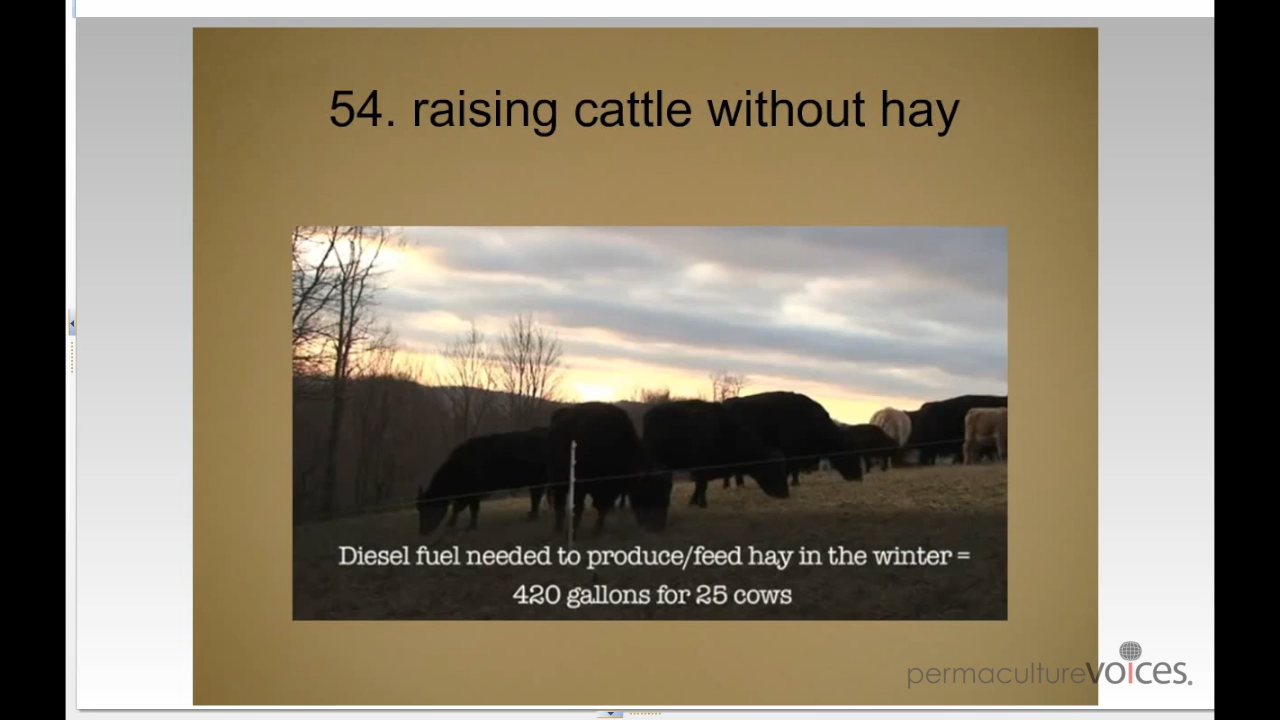 54. raising cattle without hay
Diesel fuel needed to produce/feed hay in the winter =
420 gallons for 25 cows
permacultureVOICES.